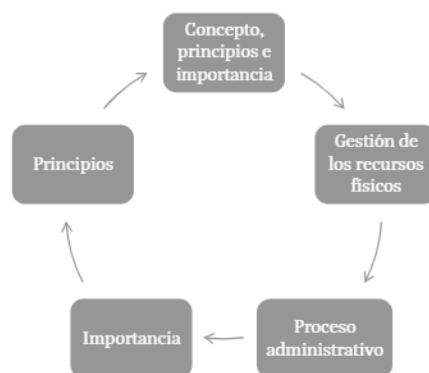 Concepto,
principios e
importancia
Gestión de
los recursos
físicos
Proceso
administrativo
Importancia
Principios